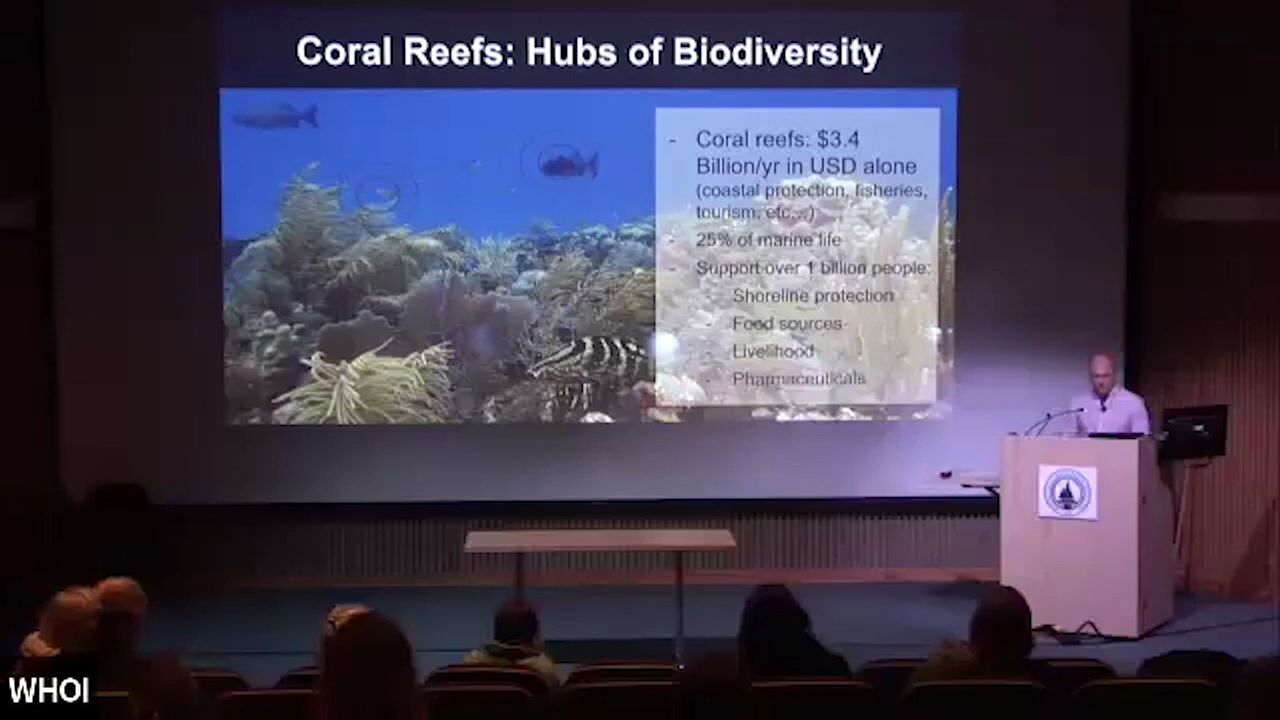 Coral Reefs: Hubs of Biodiversity
- Coral reefs: $3.4
Billion/yr in USD alone
(coastal protection, fisheries,
tourism, etc...)
- 25% of marine life
- Support over 1 billion people:
- Shoreline protection
- Food sources
- Livelihood
- Pharmaceuticals
WHOI